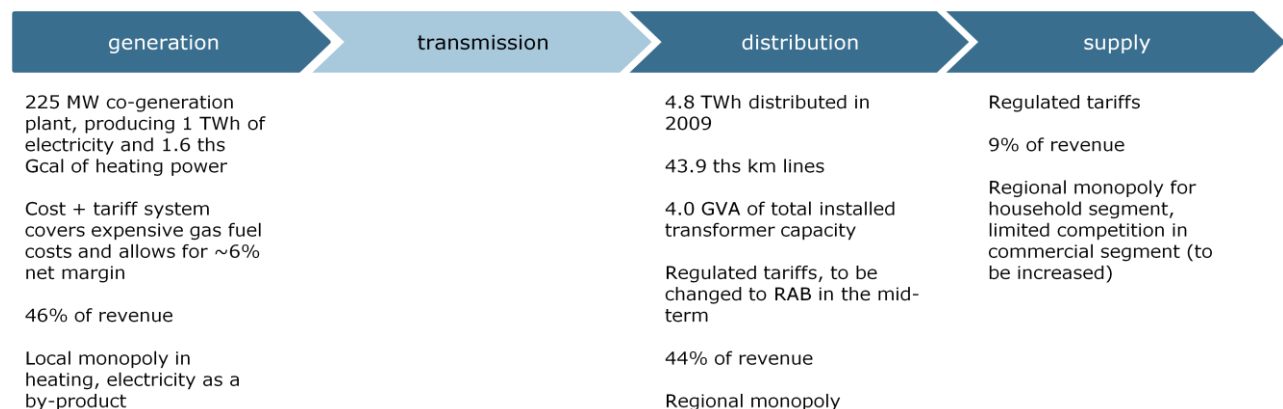 generation
transmission
distribution
supply
225 MW co-generation
plant, producing 1 TWh of
electricity and 1.6 ths
Gcal of heating power
Cost + tariff system
covers expensive gas fuel
costs and allows for ~6%
net margin
46% of revenue
Local monopoly in
heating, electricity as a
by-product
4.8 TWh distributed in
2009
43.9 ths km lines
4.0 GVA of total installed
transformer capacity
Regulated tariffs, to be
changed to RAB in the mid-
term
44% of revenue
Regional monopoly
Regulated tariffs
9% of revenue
Regional monopoly for
household segment,
limited competition in
commercial segment (to
be increased)